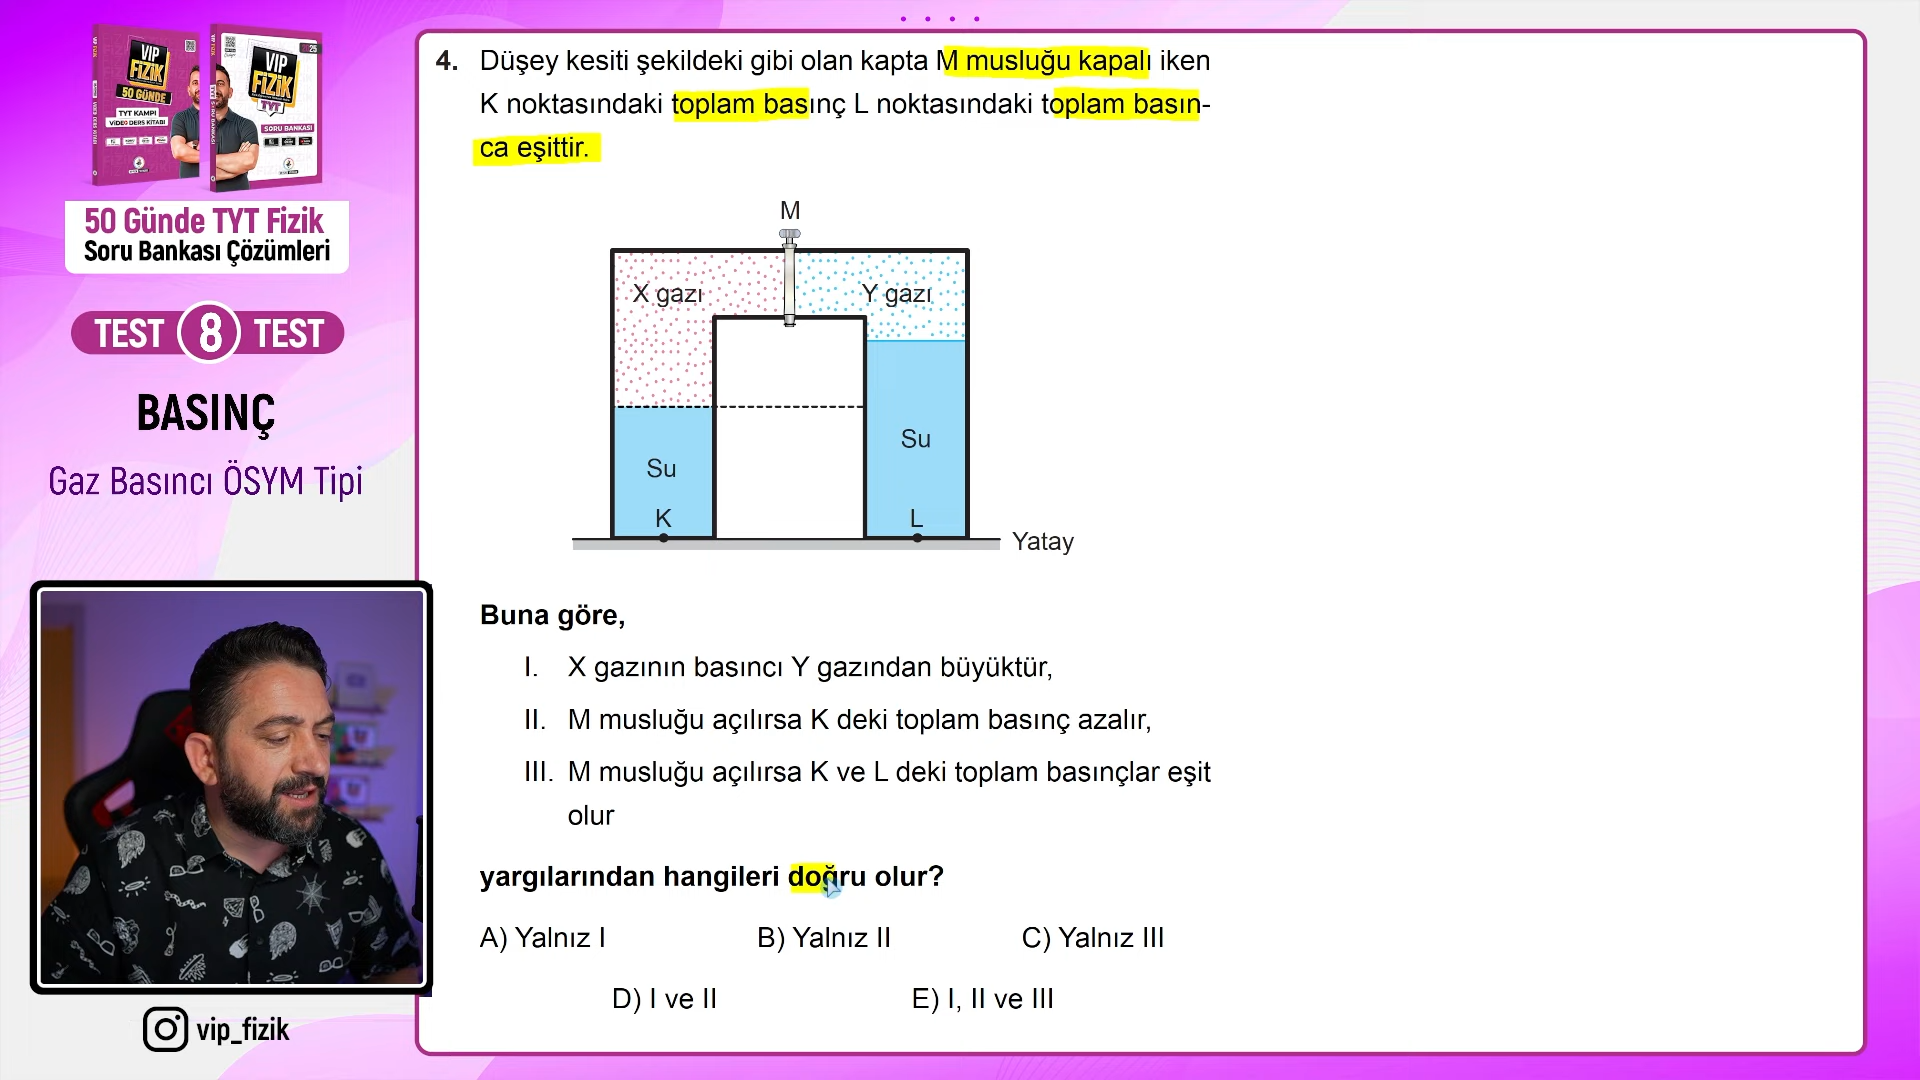 VIP
FİZİK
50 GÜNDE
TYT KAMPI
VİDEO DERS KİTABI
VIP
FİZİK
TYT
SORU BANKASI
50 Günde TYT Fizik
Soru Bankası Çözümleri
TEST 8 TEST
BASINÇ
Gaz Basıncı ÖSYM Tipi
vip_fizik
4. Düşey kesiti şekildeki gibi olan kapta M musluğu kapalı iken
K noktasındaki toplam basınç L noktasındaki toplam basın-
ca eşittir.
M
X gazı
Y gazı
Su
Su
K
L
Yatay
Buna göre,
I. X gazının basıncı Y gazından büyüktür,
II. M musluğu açılırsa K deki toplam basınç azalır,
III. M musluğu açılırsa K ve L deki toplam basınçlar eşit
olur
yargılarından hangileri doğru olur?
A) Yalnız I
B) Yalnız II
C) Yalnız III
D) I ve II
E) I, II ve III